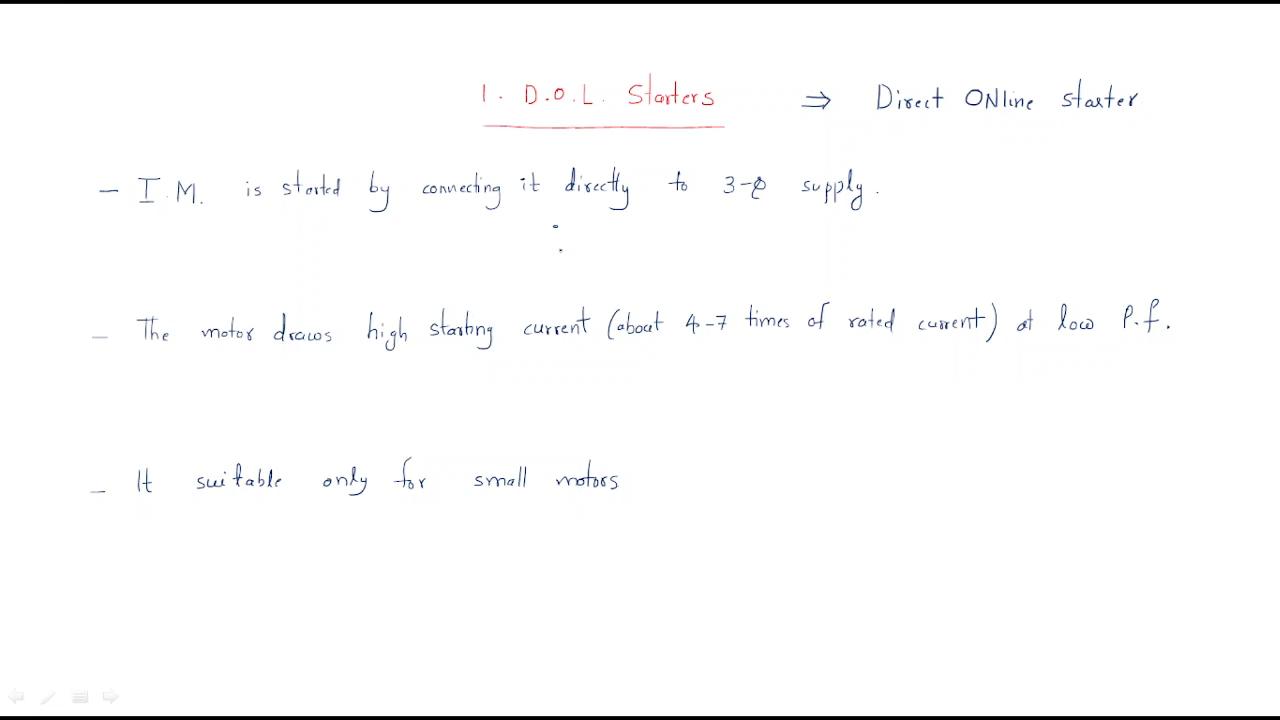 1. D.O.L. Starters ⇒ Direct ONline starter
– I.M. is started by connecting it directly to 3-φ supply.
– The motor draws high starting current (about 4-7 times of rated current) at low P.f.
– It suitable only for small motors